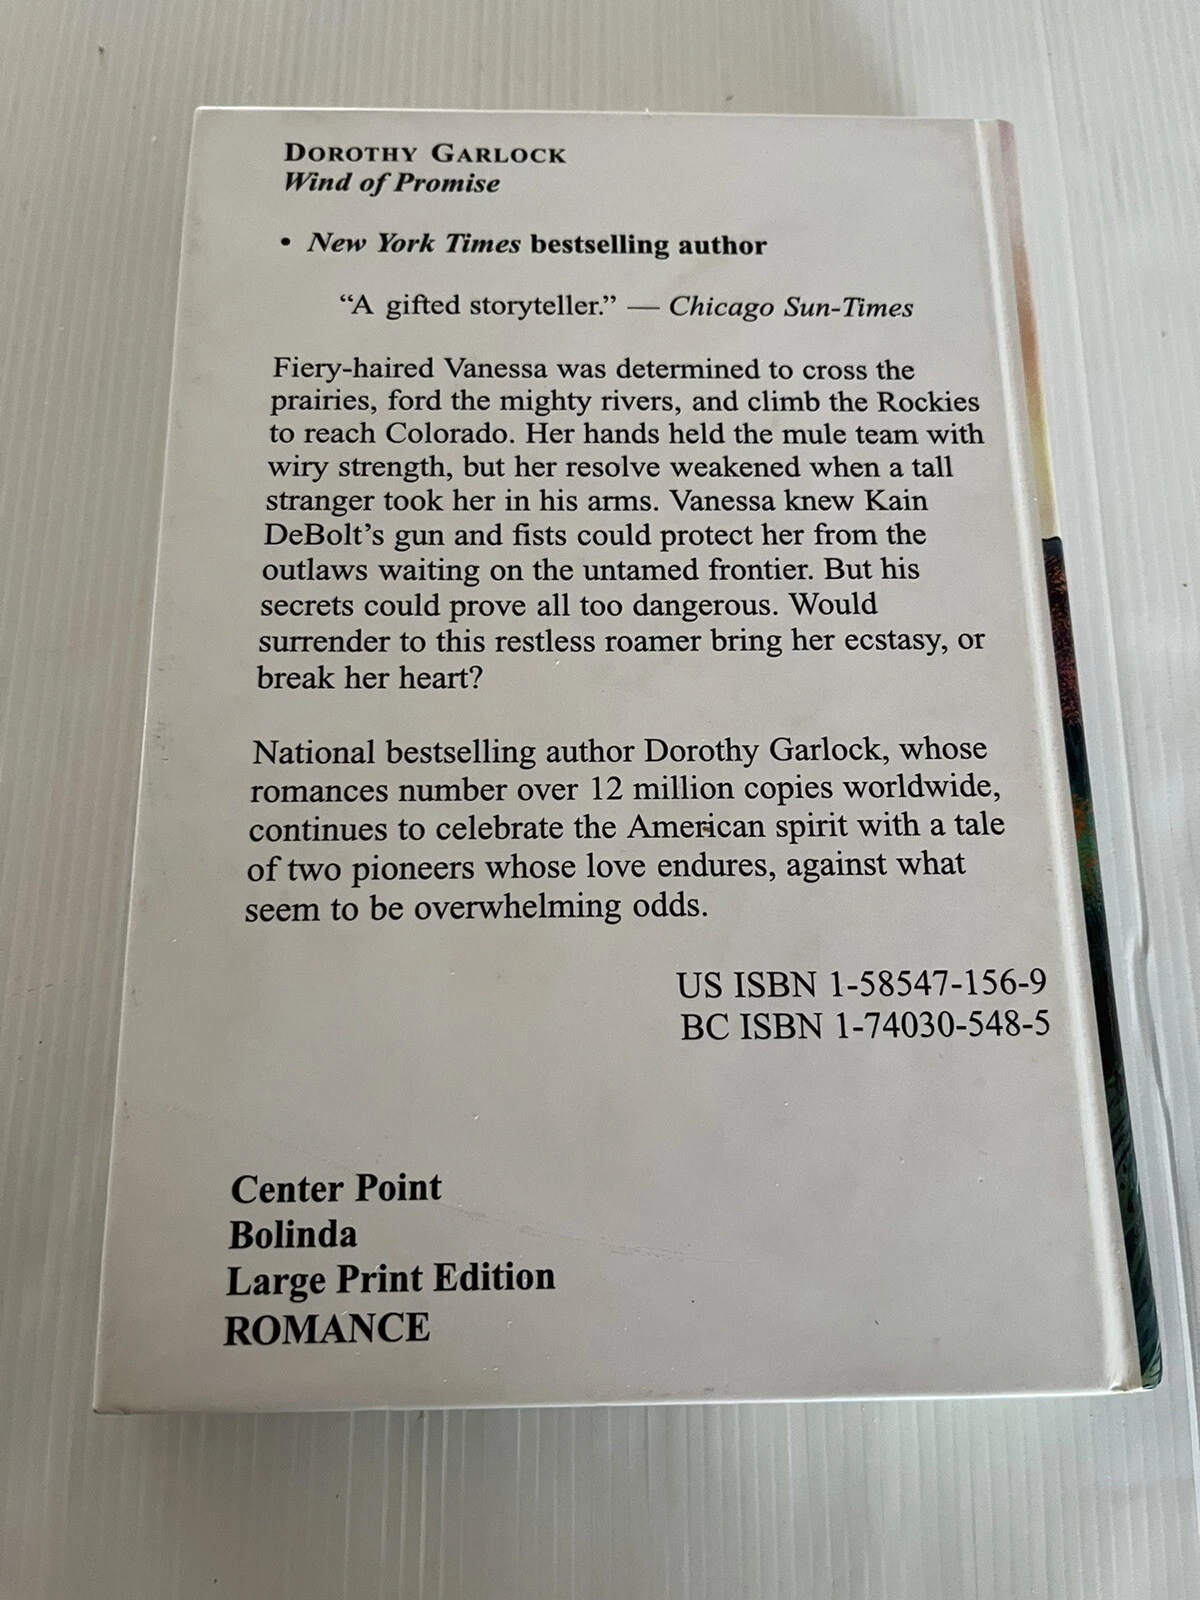 DOROTHY GARLOCK
Wind of Promise
• New York Times bestselling author
“A gifted storyteller.” — Chicago Sun-Times
Fiery-haired Vanessa was determined to cross the
prairies, ford the mighty rivers, and climb the Rockies
to reach Colorado. Her hands held the mule team with
wiry strength, but her resolve weakened when a tall
stranger took her in his arms. Vanessa knew Kain
DeBolt’s gun and fists could protect her from the
outlaws waiting on the untamed frontier. But his
secrets could prove all too dangerous. Would
surrender to this restless roamer bring her ecstasy, or
break her heart?
National bestselling author Dorothy Garlock, whose
romances number over 12 million copies worldwide,
continues to celebrate the American spirit with a tale
of two pioneers whose love endures, against what
seem to be overwhelming odds.
US ISBN 1-58547-156-9
BC ISBN 1-74030-548-5
Center Point
Bolinda
Large Print Edition
ROMANCE